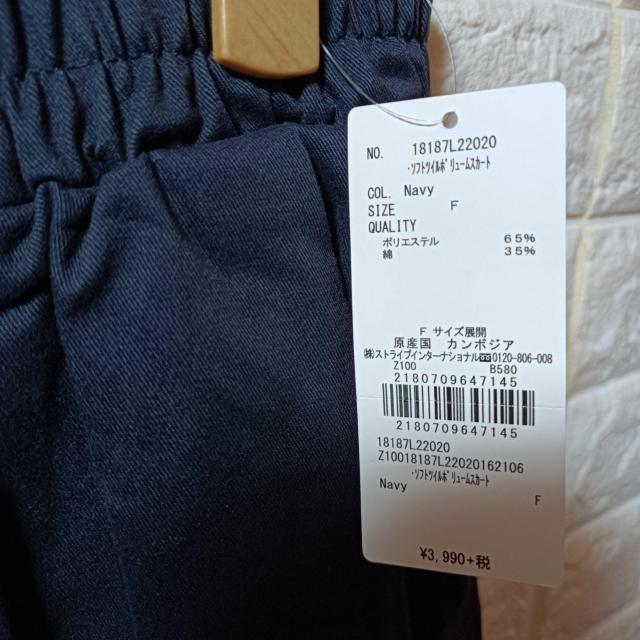 NO. 18187L22020
･ｿﾌﾄﾂｲﾙﾎﾞﾘｭｰﾑｽｶｰﾄ
COL. Navy
SIZE F
QUALITY
ポリエステル 65%
綿 35%
F サイズ展開
原産国 カンボジア
㈱ストライプインターナショナル 0120-806-008
Z100 B580
2180709647145
2180709647145
18187L22020
Z10018187L22020162106
･ｿﾌﾄﾂｲﾙﾎﾞﾘｭｰﾑｽｶｰﾄ
Navy F
¥3,990+税